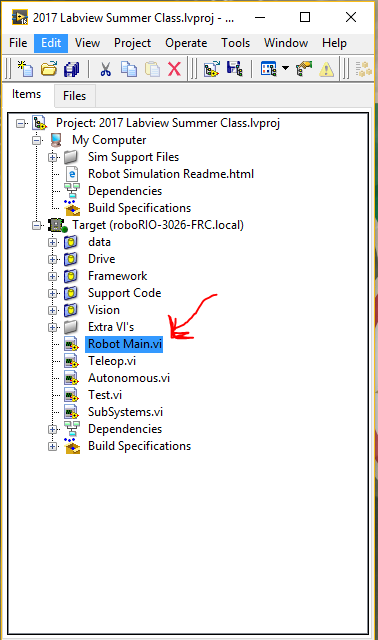 2017 Labview Summer Class.lvproj - ...
File Edit View Project Operate Tools Window Help
Items Files
Project: 2017 Labview Summer Class.lvproj
My Computer
Sim Support Files
Robot Simulation Readme.html
Dependencies
Build Specifications
Target (roboRIO-3026-FRC.local)
data
Drive
Framework
Support Code
Vision
Extra VI's
Robot Main.vi
Teleop.vi
Autonomous.vi
Test.vi
SubSystems.vi
Dependencies
Build Specifications